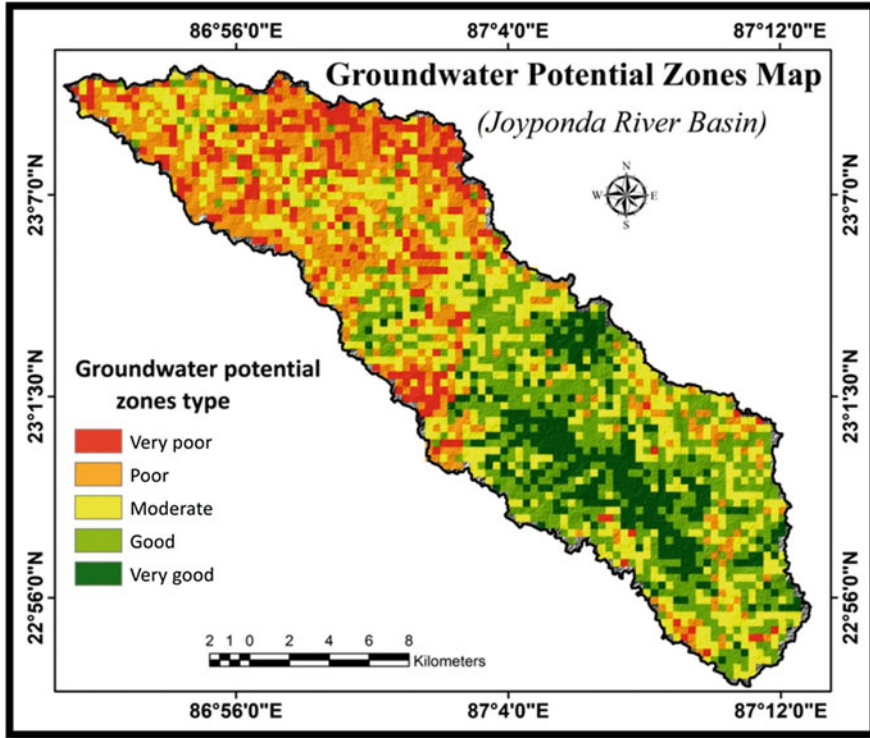 86°56'0"E 87°4'0"E 87°12'0"E
Groundwater Potential Zones Map
(Joyponda River Basin)
N
W E
S
23°7'0"N 23°7'0"N
23°1'30"N 23°1'30"N
22°56'0"N 22°56'0"N
Groundwater potential
zones type
Very poor
Poor
Moderate
Good
Very good
2 1 0 2 4 6 8
Kilometers
86°56'0"E 87°4'0"E 87°12'0"E